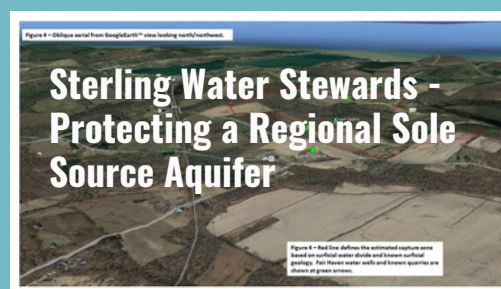 Figure 4 – Oblique aerial from GoogleEarth™ view looking north/northwest.
Sterling Water Stewards -
Protecting a Regional Sole
Source Aquifer
Figure 4 – Red line defines the estimated capture zone
based on surficial water divide and known surficial
geology. Fair Haven water wells and known quarries are
shown at green arrows.